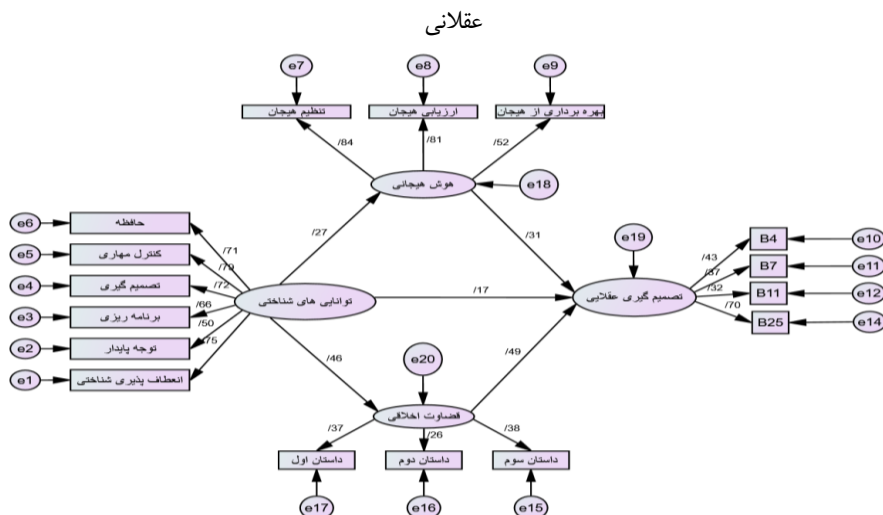 عقلانی
e7
e8
e9
تنظیم هیجان
ارزیابی هیجان
بهره برداری از هیجان
/84
/81
/52
هوش هیجانی
e18
e6
حافظه
/71
/27
/31
e19
e5
کنترل مهاری
/79
e4
تصمیم گیری
/72
e3
برنامه ریزی
/66
e2
توجه پایدار
/50
e1
انعطاف پذیری شناختی
/75
توانایی های شناختی
/17
تصمیم گیری عقلایی
/43
B4
e10
/37
B7
e11
/32
B11
e12
/70
B25
e14
/46
e20
/49
قضاوت اخلاقی
/37
/26
/38
داستان اول
داستان دوم
داستان سوم
e17
e16
e15